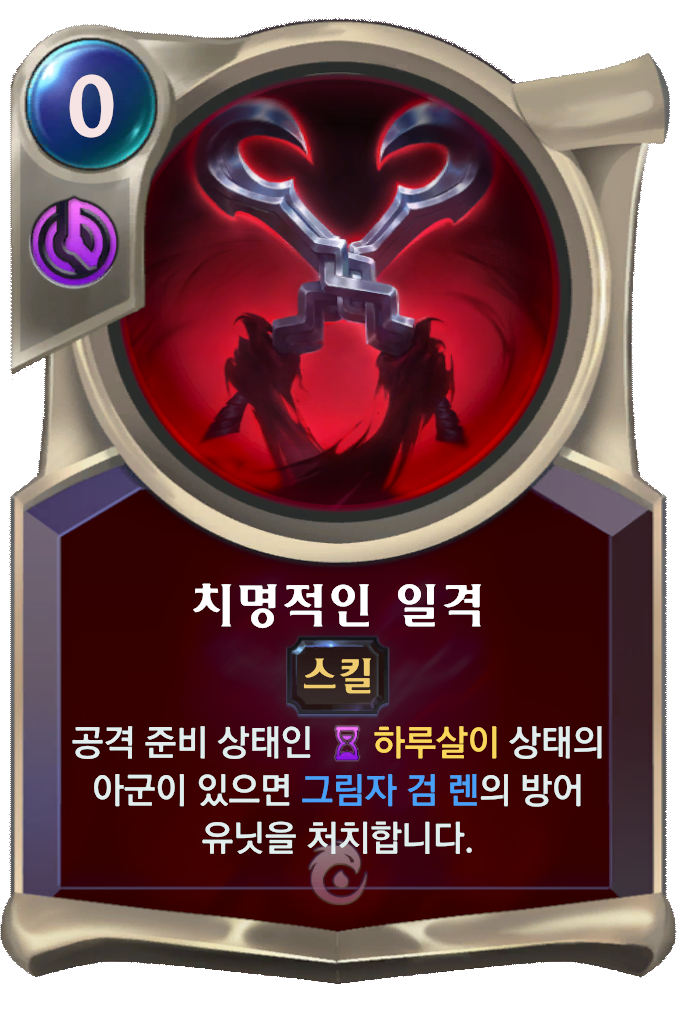 0
치명적인 일격
스킬
공격 준비 상태인 하루살이 상태의
아군이 있으면 그림자 검 렌의 방어
유닛을 처치합니다.